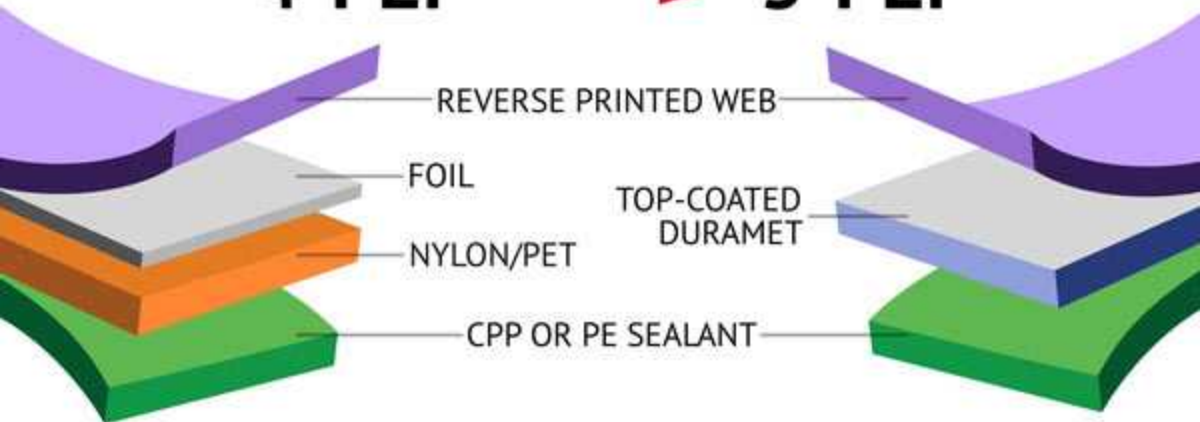 REVERSE PRINTED WEB
FOIL
TOP-COATED
DURAMET
NYLON/PET
CPP OR PE SEALANT